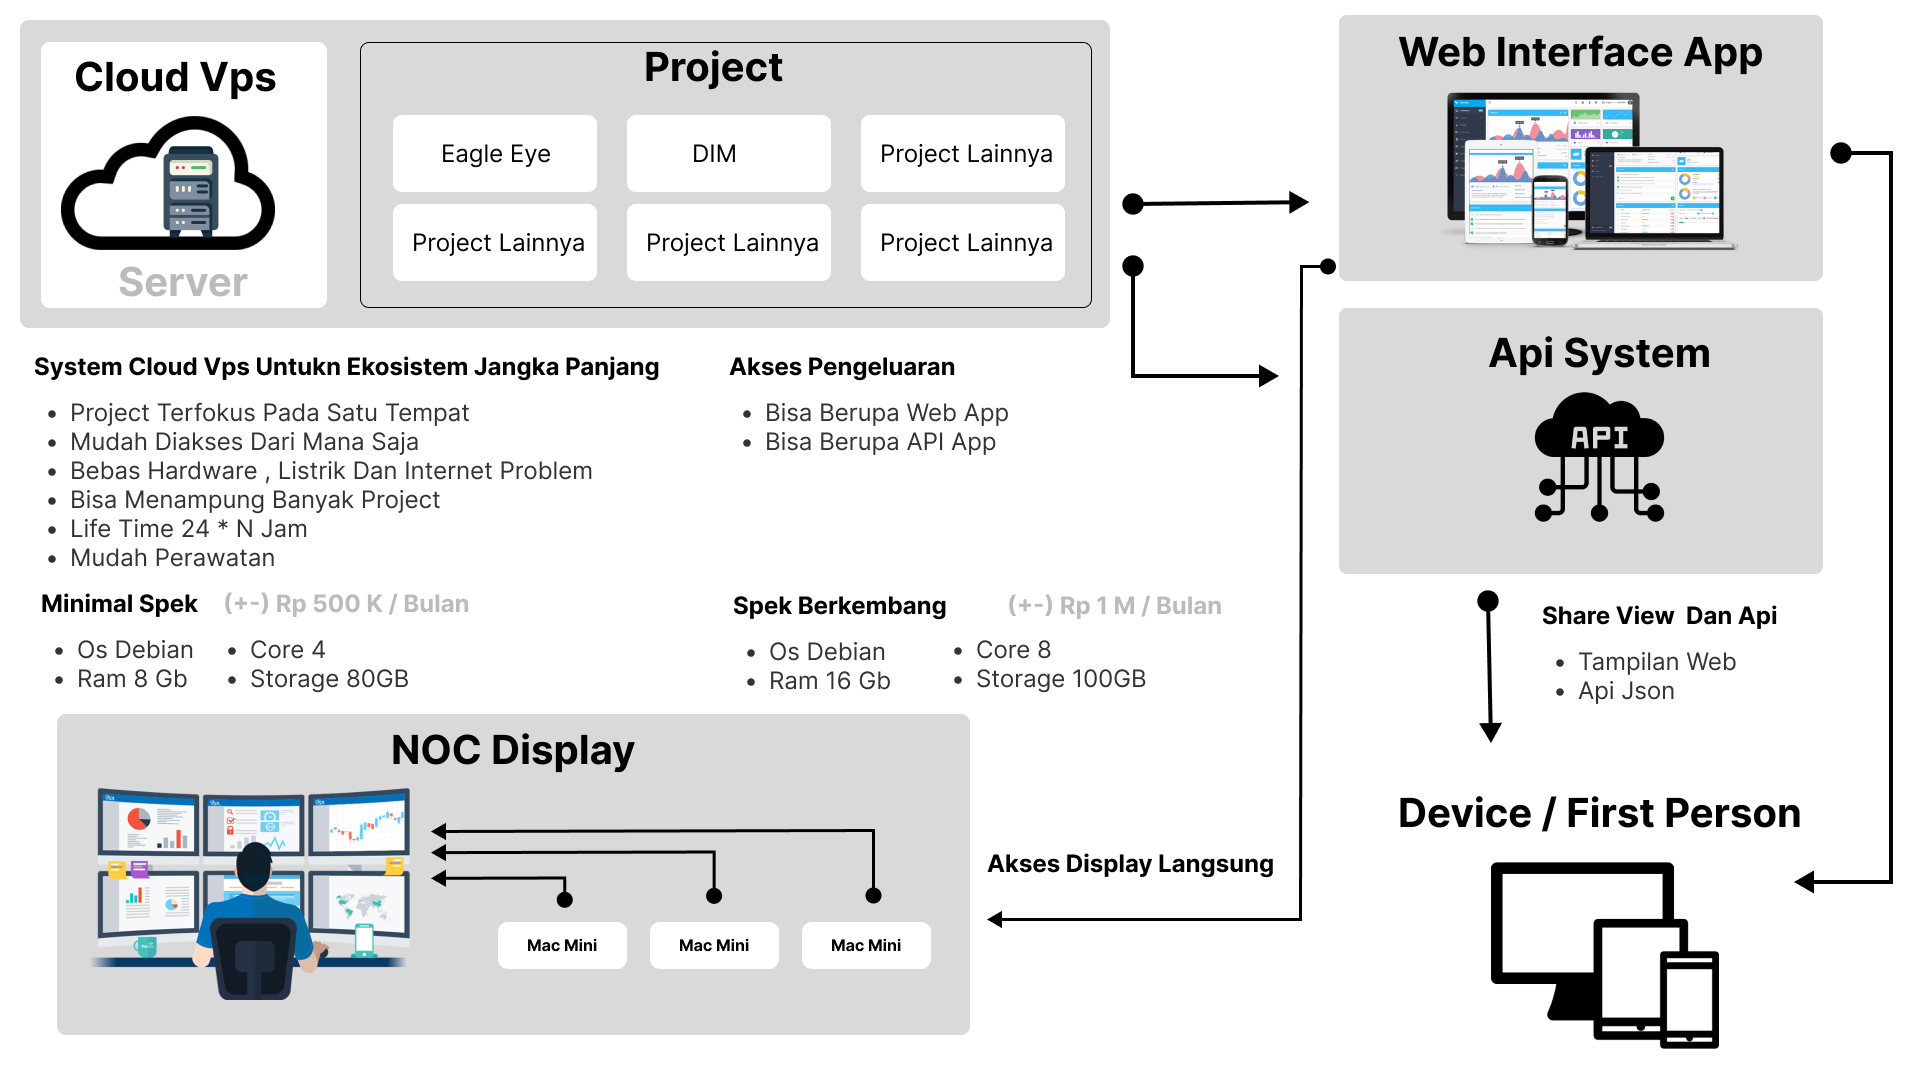 Cloud Vps
Server
Project
Eagle Eye
DIM
Project Lainnya
Project Lainnya
Project Lainnya
Project Lainnya
Web Interface App
Api System
API
System Cloud Vps Untukn Ekosistem Jangka Panjang
Project Terfokus Pada Satu Tempat
Mudah Diakses Dari Mana Saja
Bebas Hardware , Listrik Dan Internet Problem
Bisa Menampung Banyak Project
Life Time 24 * N Jam
Mudah Perawatan
Akses Pengeluaran
Bisa Berupa Web App
Bisa Berupa API App
Minimal Spek (+-) Rp 500 K / Bulan
Os Debian
Ram 8 Gb
Core 4
Storage 80GB
Spek Berkembang (+-) Rp 1 M / Bulan
Os Debian
Ram 16 Gb
Core 8
Storage 100GB
Share View Dan Api
Tampilan Web
Api Json
NOC Display
Mac Mini
Mac Mini
Mac Mini
Akses Display Langsung
Device / First Person